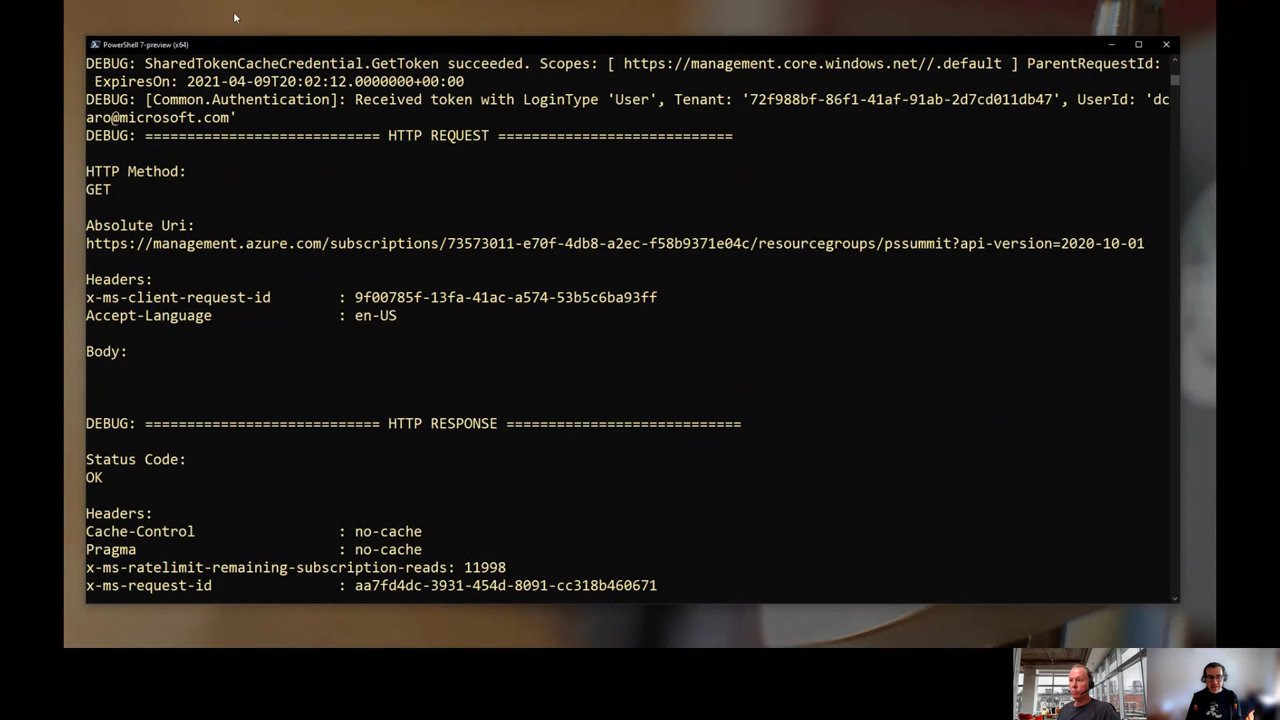 PowerShell 7-preview (x64)
DEBUG: SharedTokenCacheCredential.GetToken succeeded. Scopes: [ https://management.core.windows.net//.default ] ParentRequestId:
ExpiresOn: 2021-04-09T20:02:12.0000000+00:00
DEBUG: [Common.Authentication]: Received token with LoginType 'User', Tenant: '72f988bf-86f1-41af-91ab-2d7cd011db47', UserId: 'dc
aro@microsoft.com'
DEBUG: ============================ HTTP REQUEST ============================
HTTP Method:
GET
Absolute Uri:
https://management.azure.com/subscriptions/73573011-e70f-4db8-a2ec-f58b9371e04c/resourcegroups/pssummit?api-version=2020-10-01
Headers:
x-ms-client-request-id : 9f00785f-13fa-41ac-a574-53b5c6ba93ff
Accept-Language : en-US
Body:
DEBUG: ============================ HTTP RESPONSE ============================
Status Code:
OK
Headers:
Cache-Control : no-cache
Pragma : no-cache
x-ms-ratelimit-remaining-subscription-reads: 11998
x-ms-request-id : aa7fd4dc-3931-454d-8091-cc318b460671